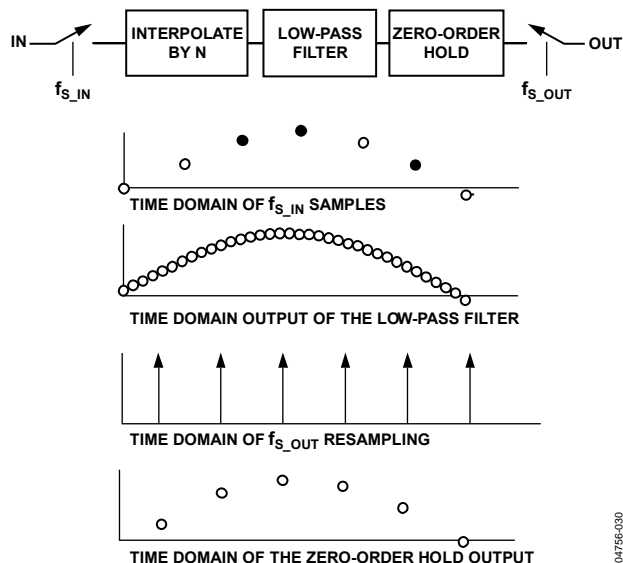 IN
INTERPOLATE
BY N
LOW-PASS
FILTER
ZERO-ORDER
HOLD
OUT
fS_IN
fS_OUT
TIME DOMAIN OF fS_IN SAMPLES
TIME DOMAIN OUTPUT OF THE LOW-PASS FILTER
TIME DOMAIN OF fS_OUT RESAMPLING
TIME DOMAIN OF THE ZERO-ORDER HOLD OUTPUT
04756-030